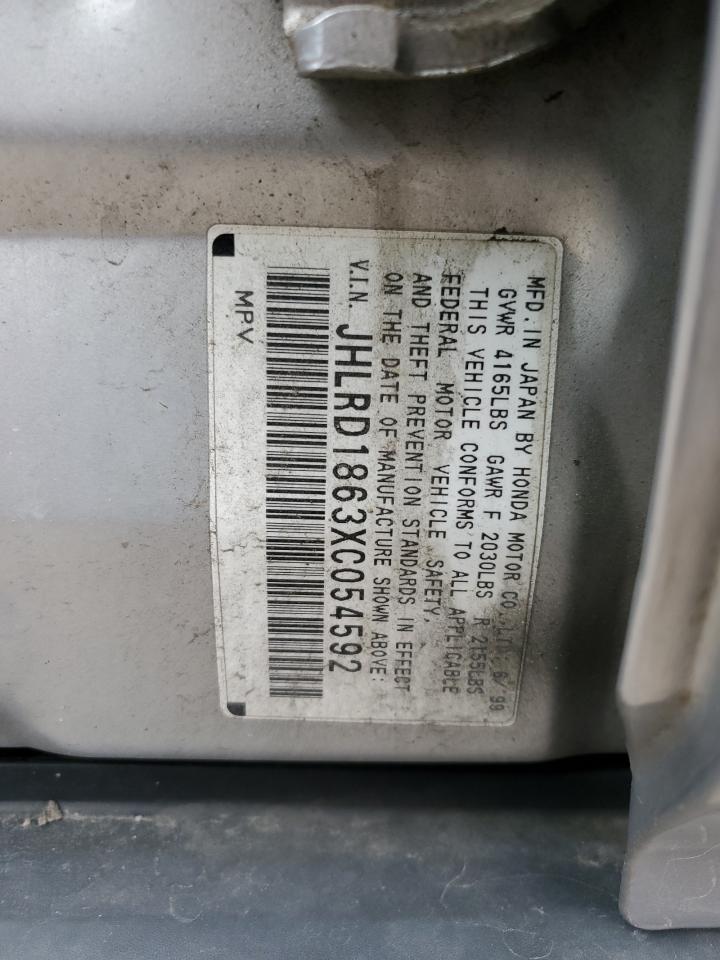 MFD. IN JAPAN BY HONDA MOTOR CO., LTD. 6/99
GVWR 4165LBS GAWR F 2030LBS R 2155LBS
THIS VEHICLE CONFORMS TO ALL APPLICABLE
FEDERAL MOTOR VEHICLE SAFETY,
AND THEFT PREVENTION STANDARDS IN EFFECT
ON THE DATE OF MANUFACTURE SHOWN ABOVE:
V.I.N. JHLRD1863XC054592
MPV